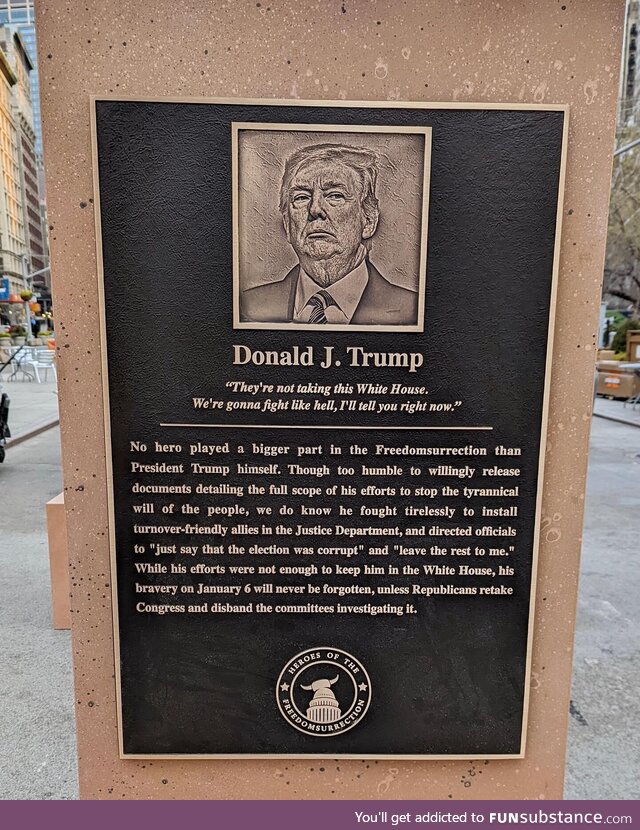 Donald J. Trump
“They're not taking this White House.
We're gonna fight like hell, I'll tell you right now.”
No hero played a bigger part in the Freedomsurrection than
President Trump himself. Though too humble to willingly release
documents detailing the full scope of his efforts to stop the tyrannical
will of the people, we do know he fought tirelessly to install
turnover-friendly allies in the Justice Department, and directed officials
to "just say that the election was corrupt" and "leave the rest to me."
While his efforts were not enough to keep him in the White House, his
bravery on January 6 will never be forgotten, unless Republicans retake
Congress and disband the committees investigating it.
HEROES OF THE
FREEDOMSURRECTION
You'll get addicted to FUNsubstance.com